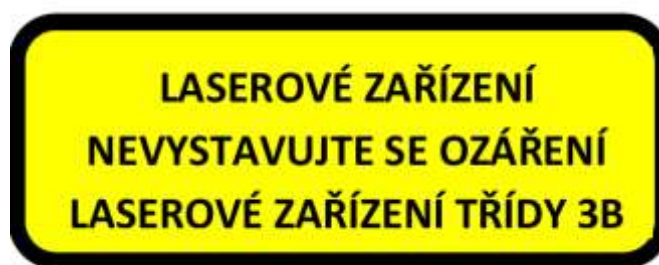 LASEROVÉ ZAŘÍZENÍ
NEVYSTAVUJTE SE OZÁŘENÍ
LASEROVÉ ZAŘÍZENÍ TŘÍDY 3B